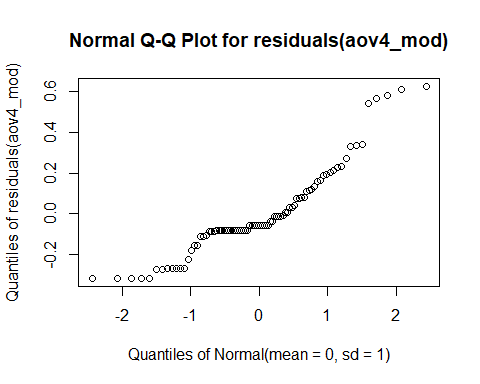 Normal Q-Q Plot for residuals(aov4_mod)
Quantiles of residuals(aov4_mod)
0.6
0.4
0.2
0.0
-0.2
-2 -1 0 1 2
Quantiles of Normal(mean = 0, sd = 1)